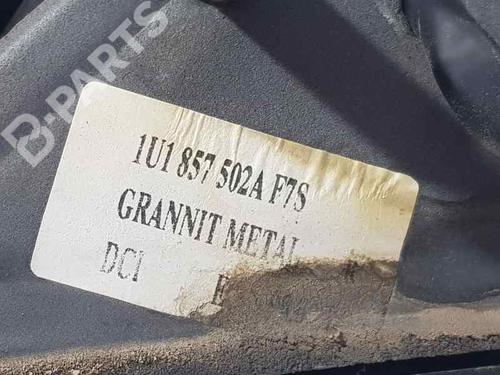 B-PARTS
1U1 857 502A F7S
GRANNIT METAL
DCI